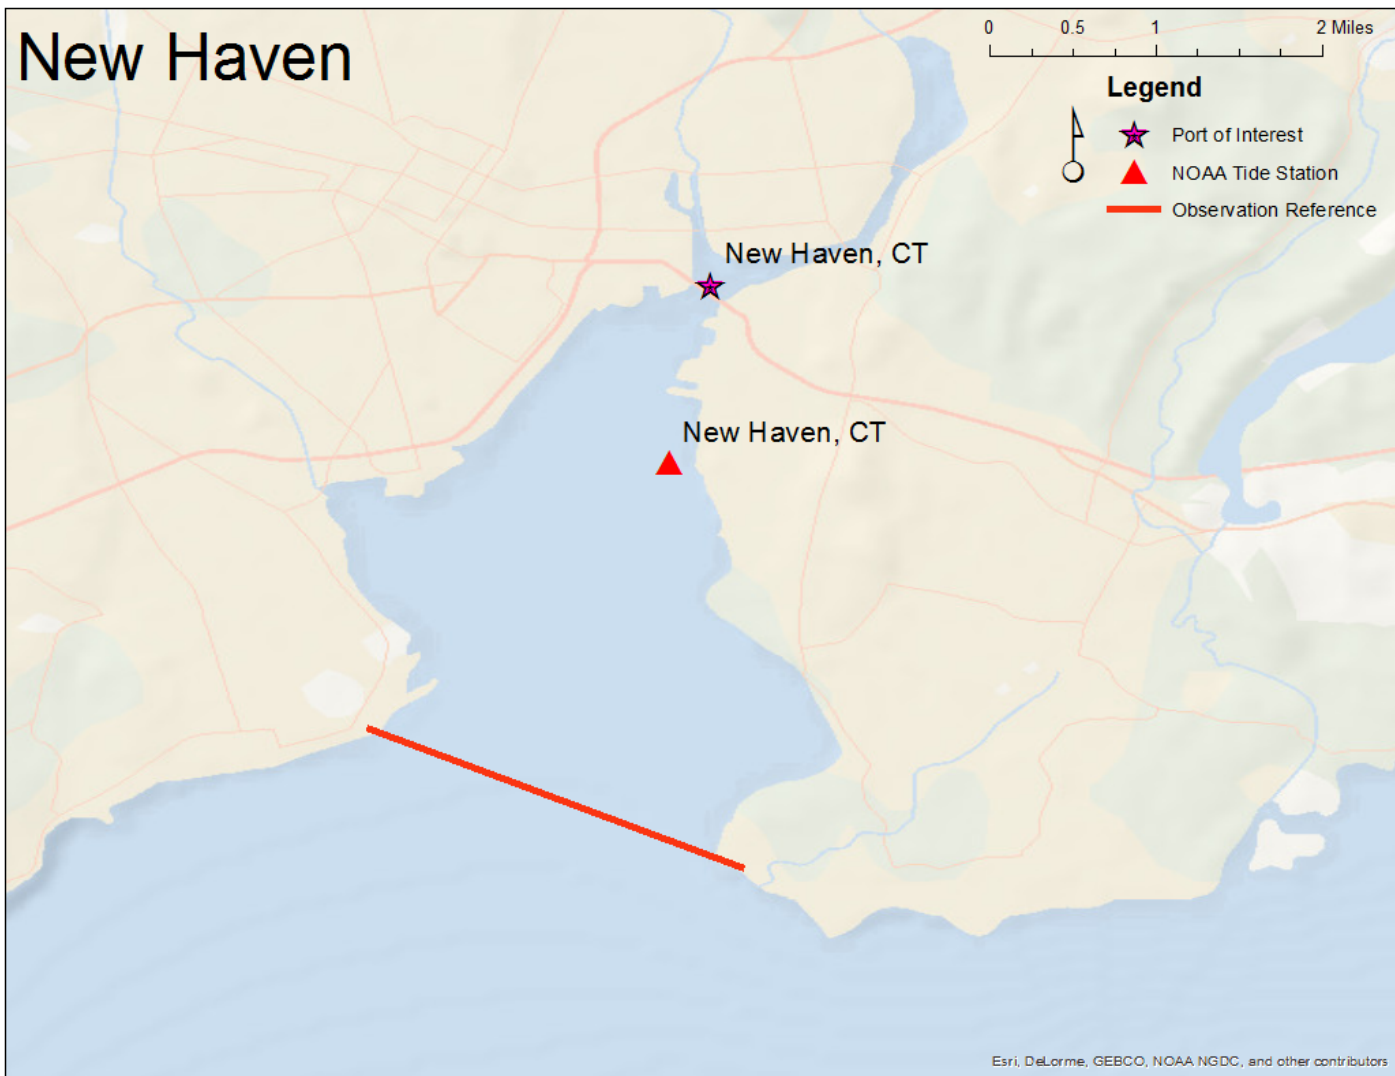 New Haven
0 0.5 1 2 Miles
Legend
Port of Interest
NOAA Tide Station
Observation Reference
New Haven, CT
New Haven, CT
Esri, DeLorme, GEBCO, NOAA NGDC, and other contributors